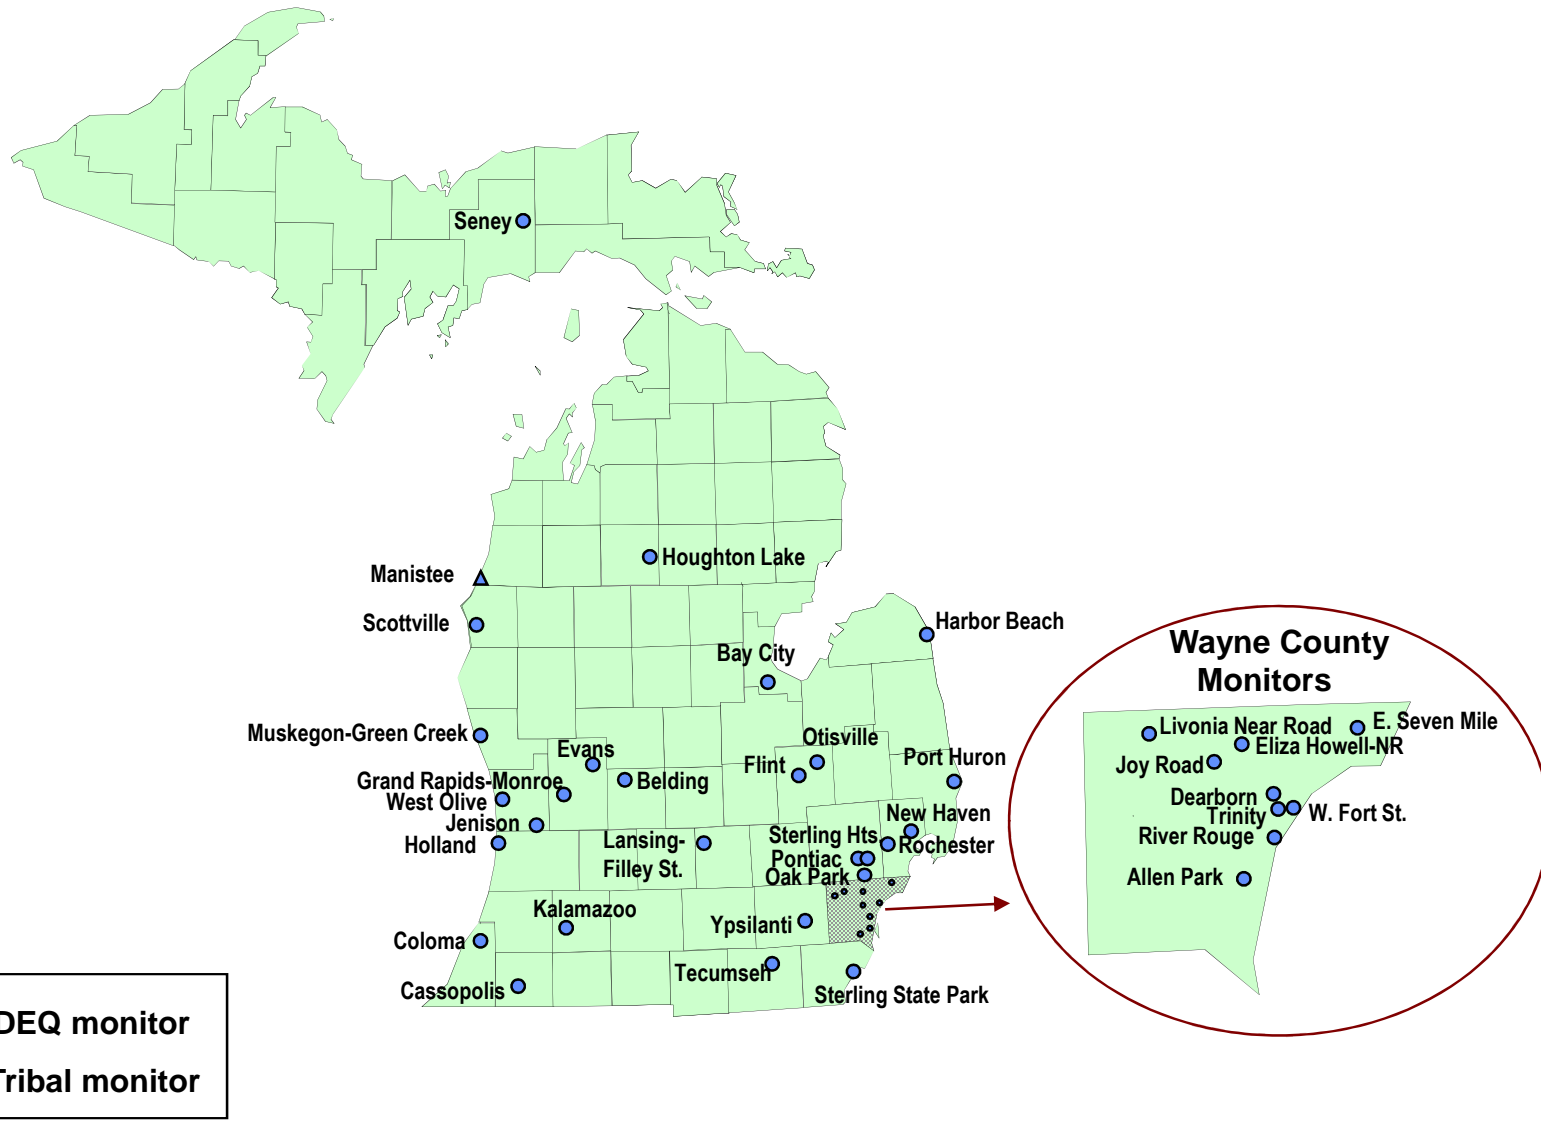 Seney
Houghton Lake
Manistee
Scottville
Harbor Beach
Bay City
Muskegon-Green Creek
Otisville
Evans
Flint
Port Huron
Grand Rapids-Monroe
Belding
West Olive
New Haven
Jenison
Sterling Hts.
Holland
Lansing-
Filley St.
Rochester
Pontiac
Oak Park
Kalamazoo
Ypsilanti
Coloma
Tecumseh
Cassopolis
Sterling State Park
Wayne County
Monitors
Livonia Near Road
E. Seven Mile
Eliza Howell-NR
Joy Road
Dearborn
Trinity
W. Fort St.
River Rouge
Allen Park
DEQ monitor
Tribal monitor